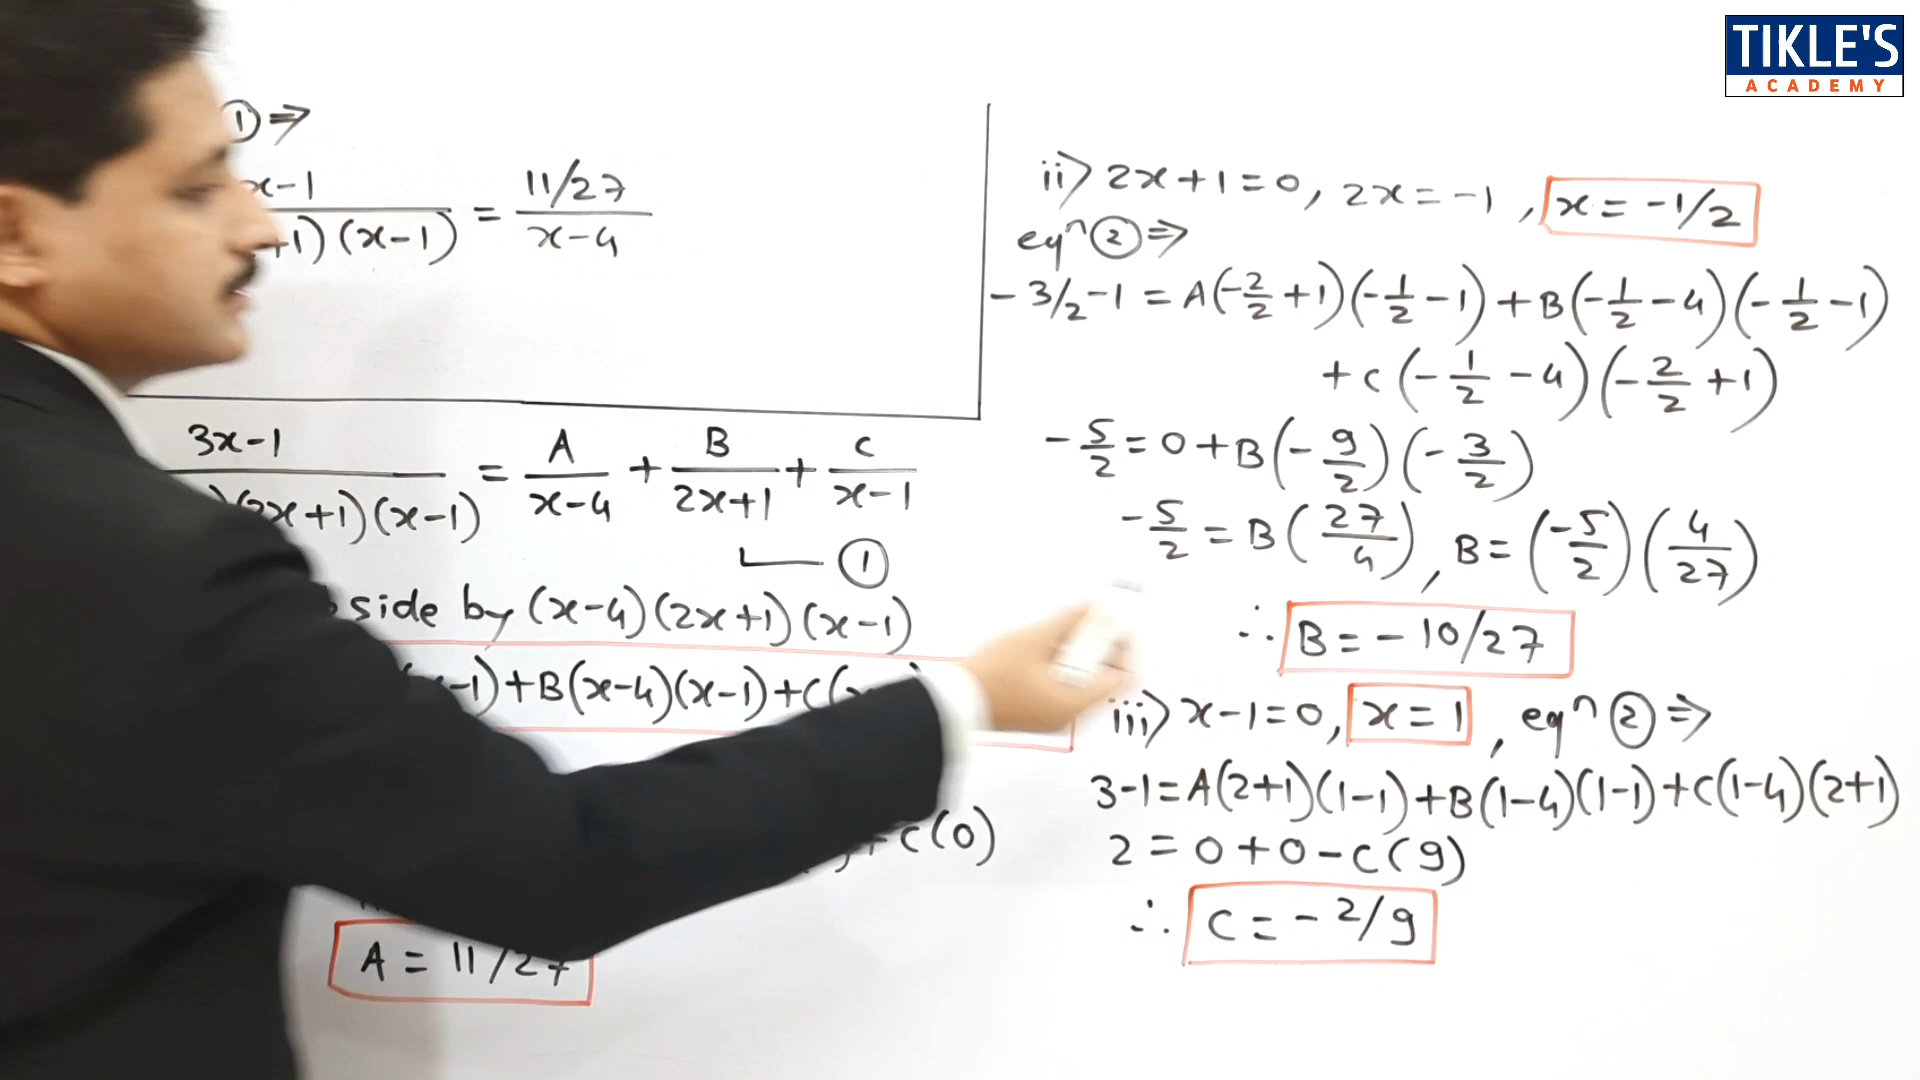 TIKLE'S
ACADEMY
① ⇒
x-1
+1)(x-1) = 11/27
x-4
3x-1
(2x+1)(x-1) = A/x-4 + B/2x+1 + C/x-1
①
side by (x-4)(2x+1)(x-1)
-1)+B(x-4)(x-1)+C(
+C(0)
A = 11/27
ii> 2x+1=0, 2x=-1, x=-1/2
eqⁿ ② ⇒
-3/2-1 = A(-2/2+1)(-1/2-1)+B(-1/2-4)(-1/2-1)
+C(-1/2-4)(-2/2+1)
-5/2=0+B(-9/2)(-3/2)
-5/2=B(27/4), B=(-5/2)(4/27)
∴ B=-10/27
iii> x-1=0, x=1, eqⁿ ② ⇒
3-1=A(2+1)(1-1)+B(1-4)(1-1)+C(1-4)(2+1)
2=0+0-C(9)
∴ C=-2/9